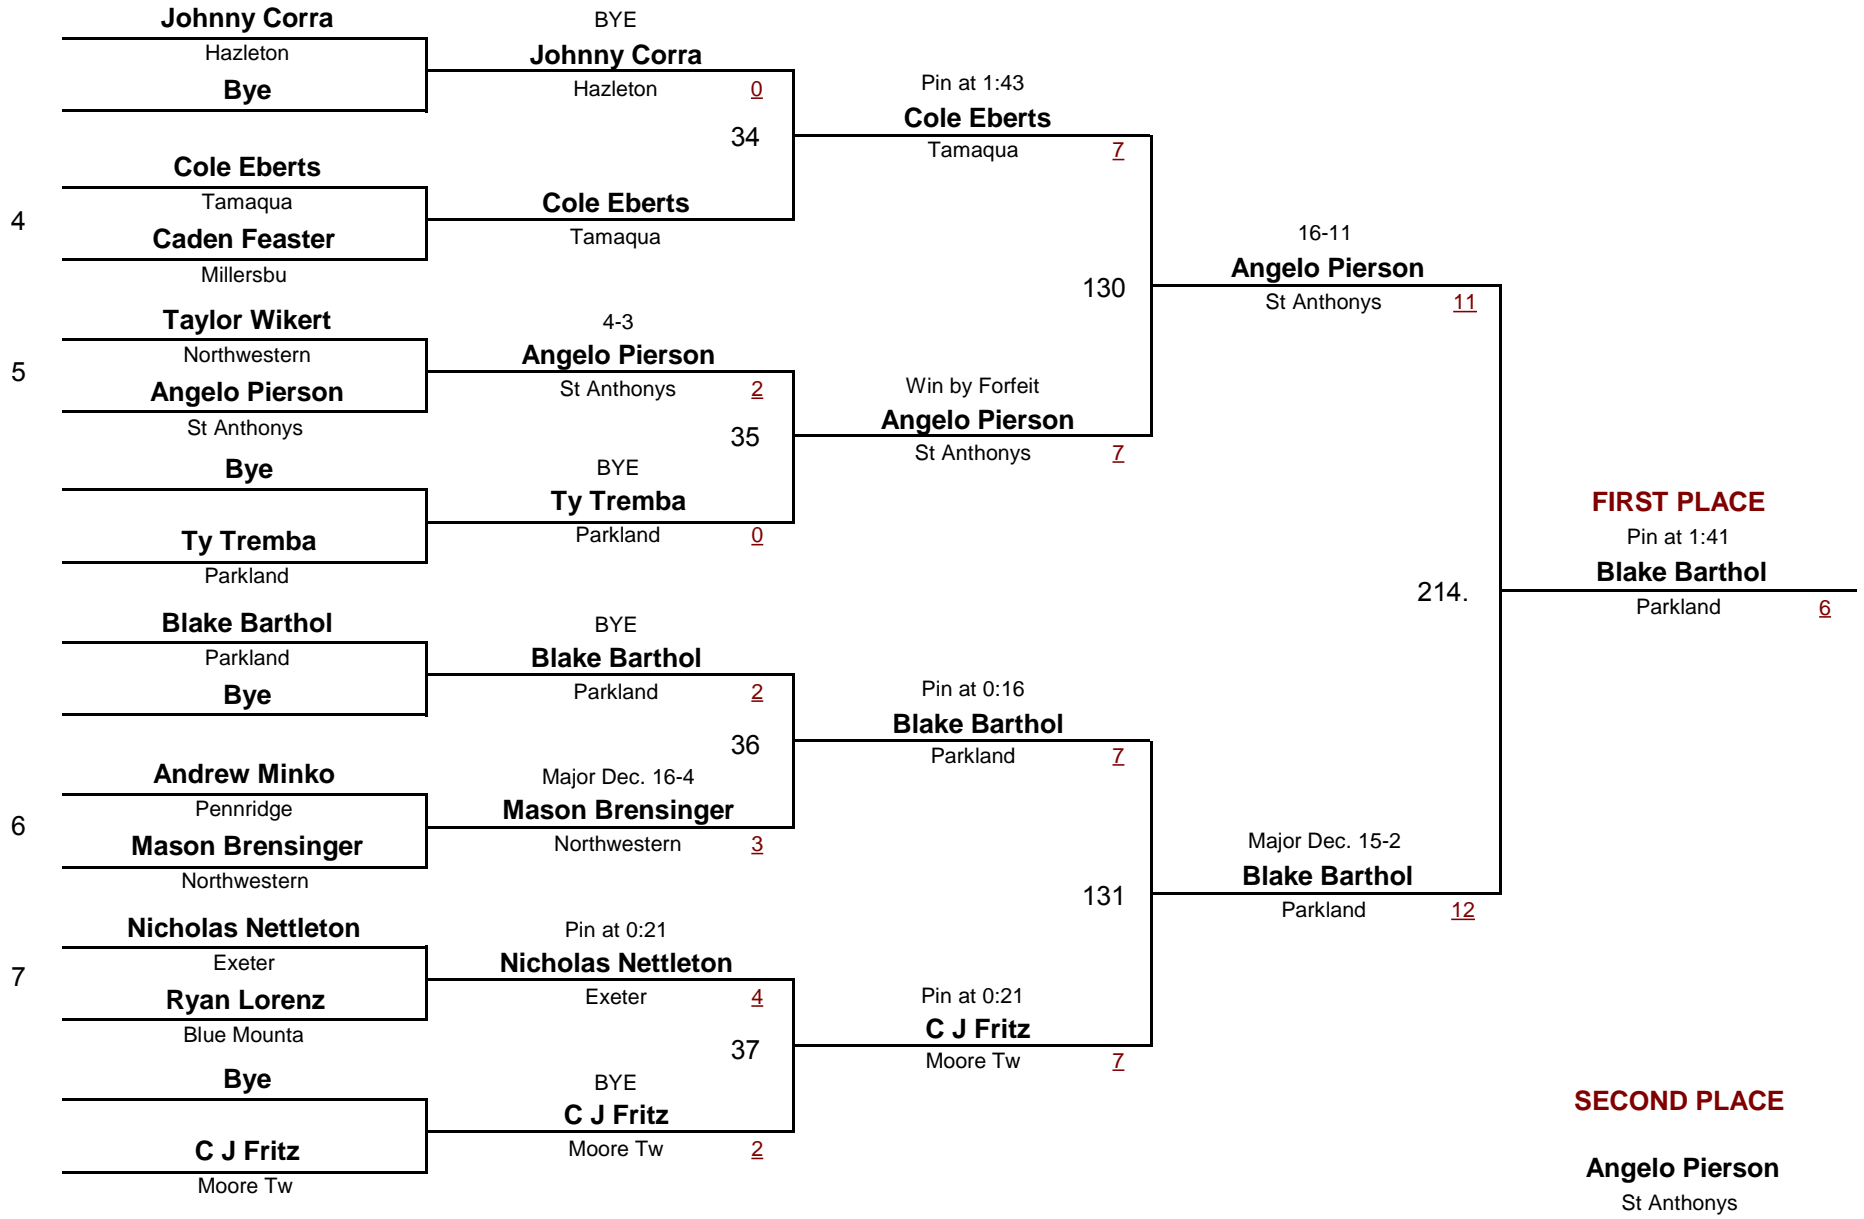 Johnny Corra
Hazleton
Bye
4
Cole Eberts
Tamaqua
Caden Feaster
Millersbu
5
Taylor Wikert
Northwestern
Angelo Pierson
St Anthonys
Bye
Ty Tremba
Parkland
Blake Barthol
Parkland
Bye
6
Andrew Minko
Pennridge
Mason Brensinger
Northwestern
7
Nicholas Nettleton
Exeter
Ryan Lorenz
Blue Mounta
Bye
C J Fritz
Moore Tw
BYE
Johnny Corra
Hazleton 0
34
Cole Eberts
Tamaqua
4-3
Angelo Pierson
St Anthonys 2
35
BYE
Ty Tremba
Parkland 0
BYE
Blake Barthol
Parkland 2
36
Major Dec. 16-4
Mason Brensinger
Northwestern 3
Pin at 0:21
Nicholas Nettleton
Exeter 4
37
BYE
C J Fritz
Moore Tw 2
Pin at 1:43
Cole Eberts
Tamaqua 7
130
Win by Forfeit
Angelo Pierson
St Anthonys 7
Pin at 0:16
Blake Barthol
Parkland 7
131
Pin at 0:21
C J Fritz
Moore Tw 7
16-11
Angelo Pierson
St Anthonys 11
214.
Major Dec. 15-2
Blake Barthol
Parkland 12
FIRST PLACE
Pin at 1:41
Blake Barthol
Parkland 6
SECOND PLACE
Angelo Pierson
St Anthonys